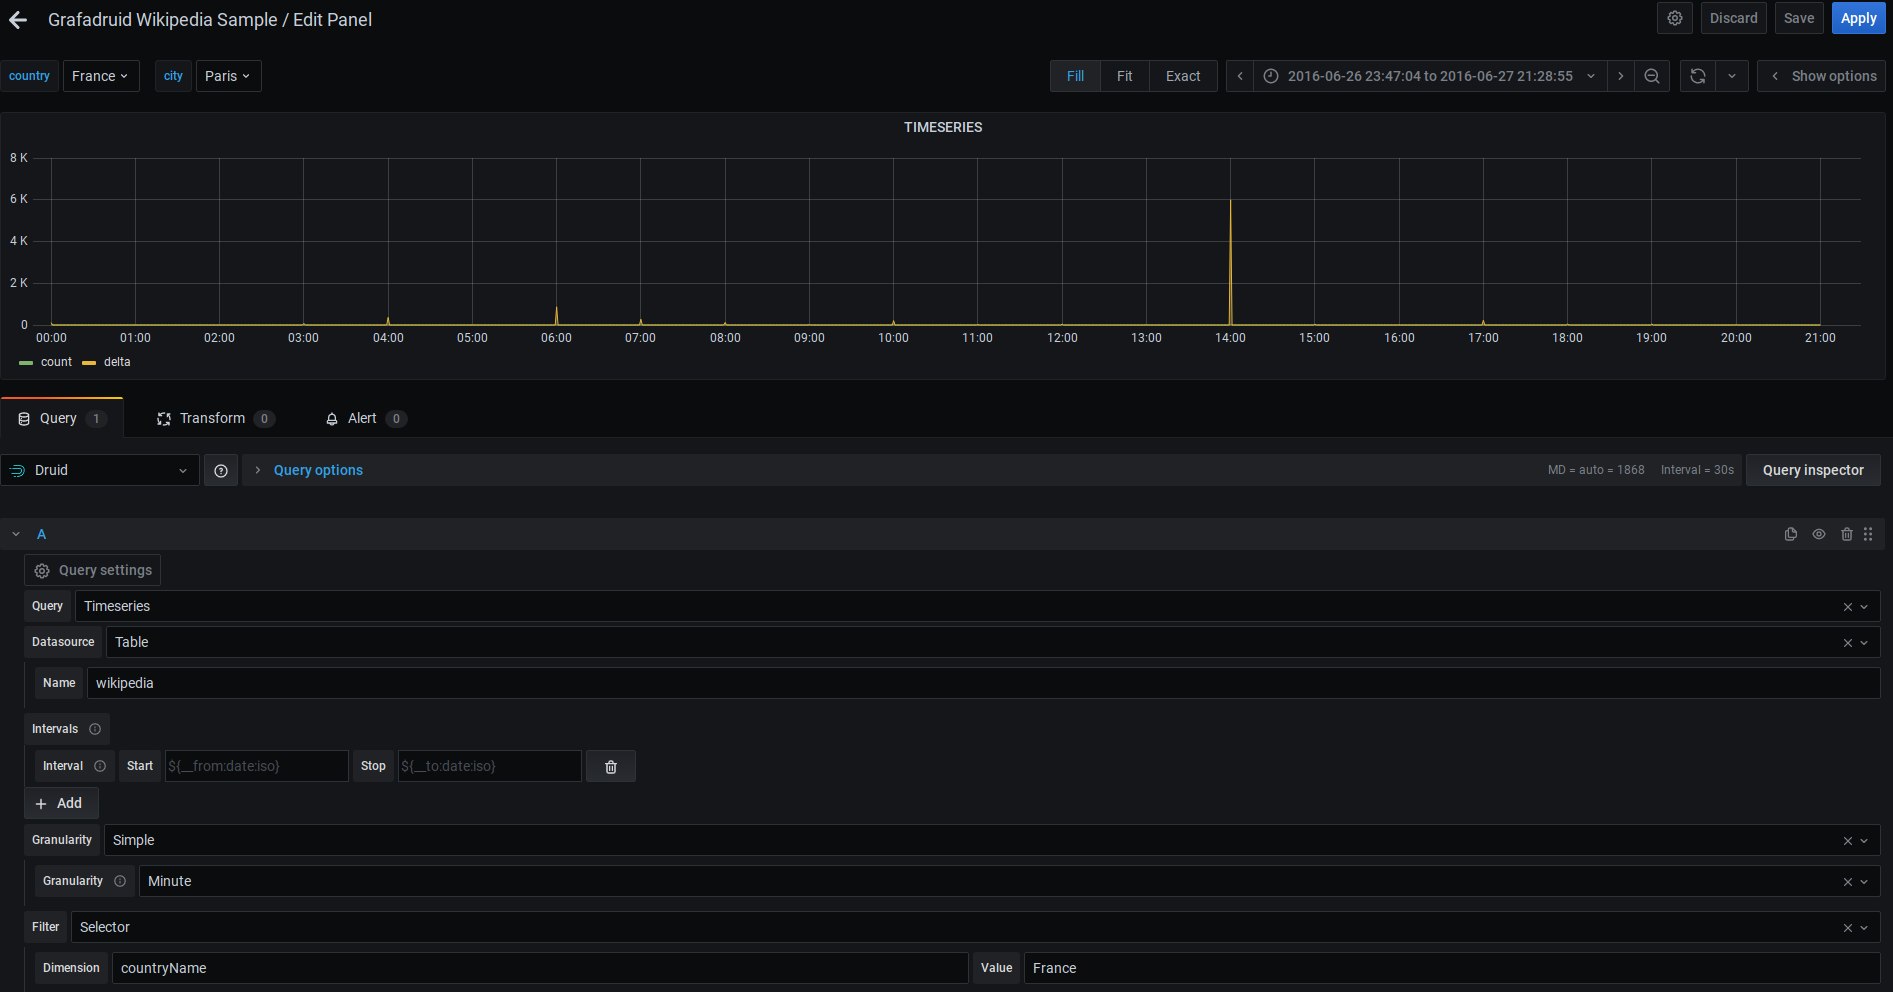 Grafadruid Wikipedia Sample / Edit Panel
Discard
Save
Apply
country
France
city
Paris
Fill
Fit
Exact
2016-06-26 23:47:04 to 2016-06-27 21:28:55
Show options
TIMESERIES
8 K
6 K
4 K
2 K
0
00:00 01:00 02:00 03:00 04:00 05:00 06:00 07:00 08:00 09:00 10:00 11:00 12:00 13:00 14:00 15:00 16:00 17:00 18:00 19:00 20:00 21:00
count delta
Query 1
Transform 0
Alert 0
Druid
Query options
MD = auto = 1868
Interval = 30s
Query inspector
A
Query settings
Query Timeseries
Datasource Table
Name wikipedia
Intervals
Interval Start ${__from:date:iso} Stop ${__to:date:iso}
+ Add
Granularity Simple
Granularity Minute
Filter Selector
Dimension countryName Value France